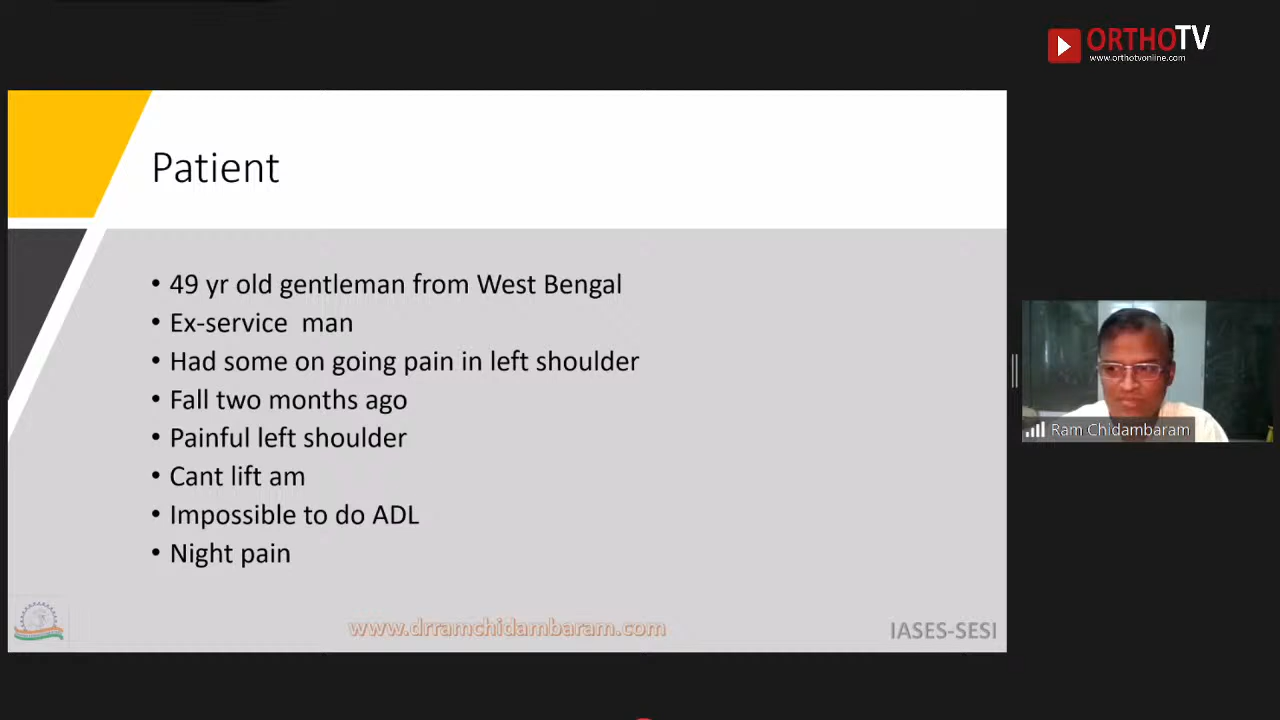 ORTHOTV
www.orthotvonline.com
Patient
• 49 yr old gentleman from West Bengal
• Ex-service man
• Had some on going pain in left shoulder
• Fall two months ago
• Painful left shoulder
• Cant lift am
• Impossible to do ADL
• Night pain
www.drramchidambaram.com
IASES-SESI
Ram Chidambaram